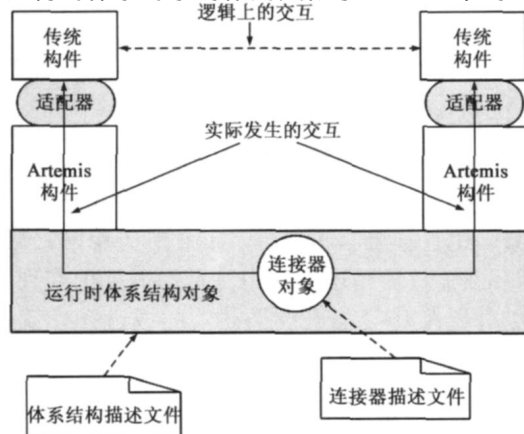 逻辑上的交互
传统
构件
传统
构件
适配器
适配器
实际发生的交互
Artemis
构件
Artemis
构件
连接器
对象
运行时体系结构对象
体系结构描述文件
连接器描述文件